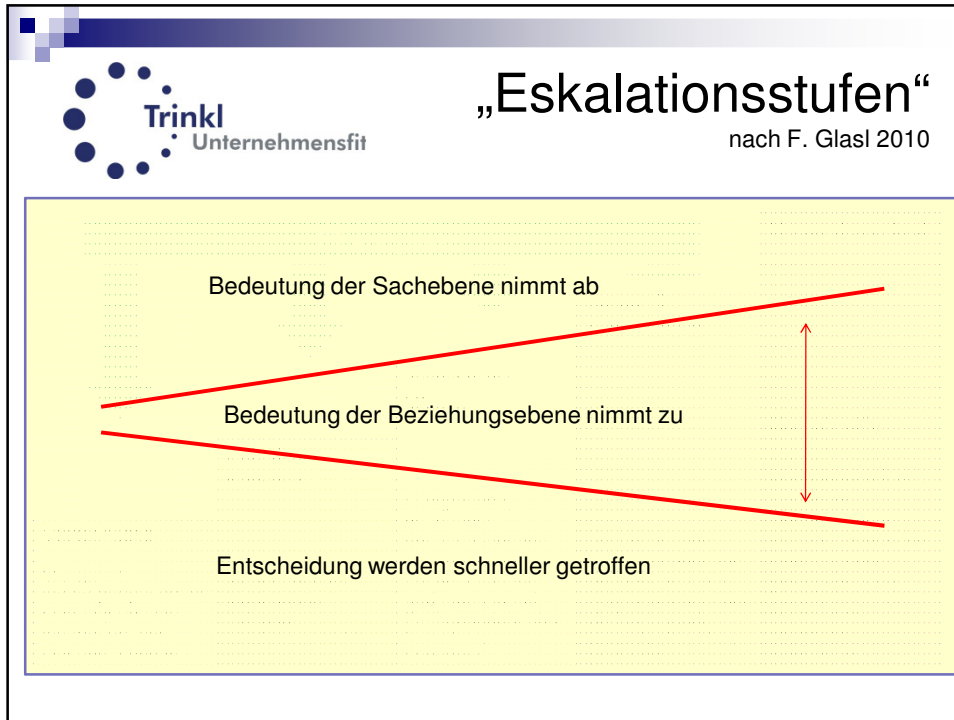 Trinkl
Unternehmensfit
„Eskalationsstufen“
nach F. Glasl 2010
Bedeutung der Sachebene nimmt ab
Bedeutung der Beziehungsebene nimmt zu
Entscheidung werden schneller getroffen